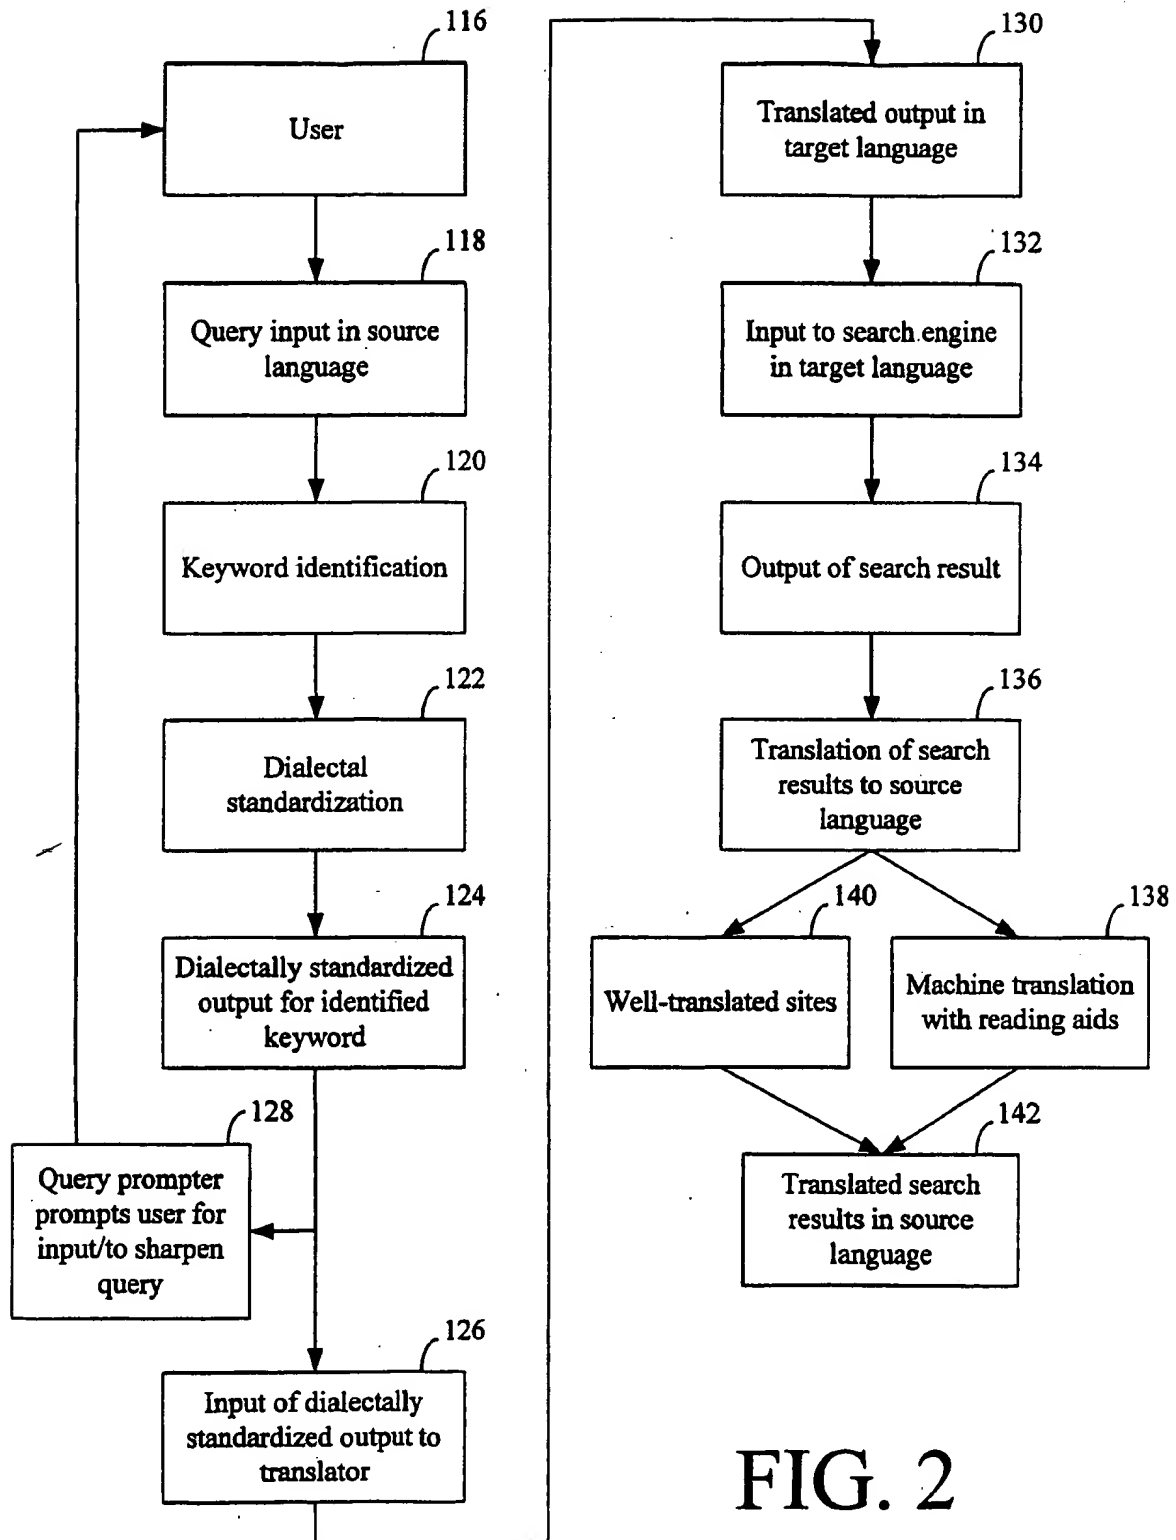 116
User
118
Query input in source
language
120
Keyword identification
122
Dialectal
standardization
124
Dialectally standardized
output for identified
keyword
128
Query prompter
prompts user for
input/to sharpen
query
126
Input of dialectally
standardized output to
translator
130
Translated output in
target language
132
Input to search engine
in target language
134
Output of search result
136
Translation of search
results to source
language
140
Well-translated sites
138
Machine translation
with reading aids
142
Translated search
results in source
language
FIG. 2